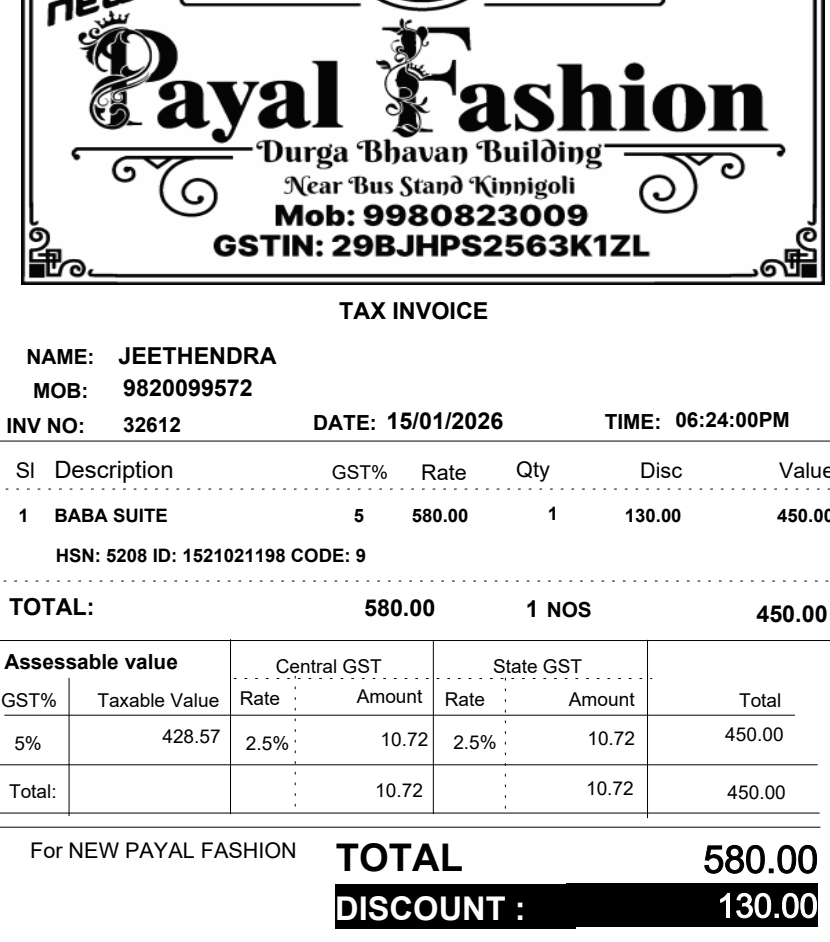 new
Payal Fashion
Durga Bhavan Building
Near Bus Stand Kinnigoli
Mob: 9980823009
GSTIN: 29BJHPS2563K1ZL
TAX INVOICE
NAME: JEETHENDRA
MOB: 9820099572
INV NO: 32612 DATE: 15/01/2026 TIME: 06:24:00PM
Sl Description GST% Rate Qty Disc Value
1 BABA SUITE 5 580.00 1 130.00 450.00
HSN: 5208 ID: 1521021198 CODE: 9
TOTAL: 580.00 1 NOS 450.00
Assessable value Central GST State GST
GST% Taxable Value Rate Amount Rate Amount Total
5% 428.57 2.5% 10.72 2.5% 10.72 450.00
Total: 10.72 10.72 450.00
For NEW PAYAL FASHION TOTAL 580.00
DISCOUNT : 130.00